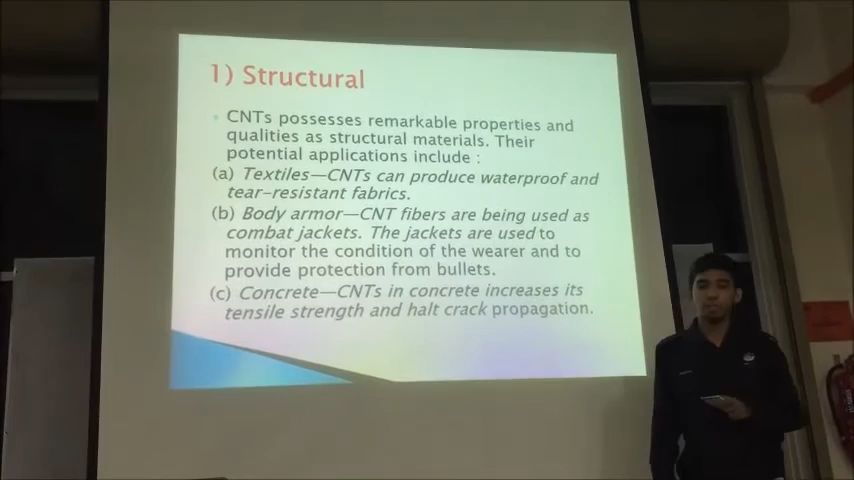 1) Structural
CNTs possesses remarkable properties and
qualities as structural materials. Their
potential applications include :
(a) Textiles—CNTs can produce waterproof and
tear-resistant fabrics.
(b) Body armor—CNT fibers are being used as
combat jackets. The jackets are used to
monitor the condition of the wearer and to
provide protection from bullets.
(c) Concrete—CNTs in concrete increases its
tensile strength and halt crack propagation.